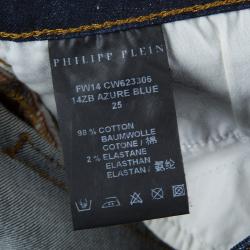 PHILIPP PLEIN
FW14 CW623306
14ZB AZURE BLUE
25
98 % COTTON
BAUMWOLLE
COTONE / 棉
2 % ELASTANE
ELASTHAN
ELASTAN / 氨纶